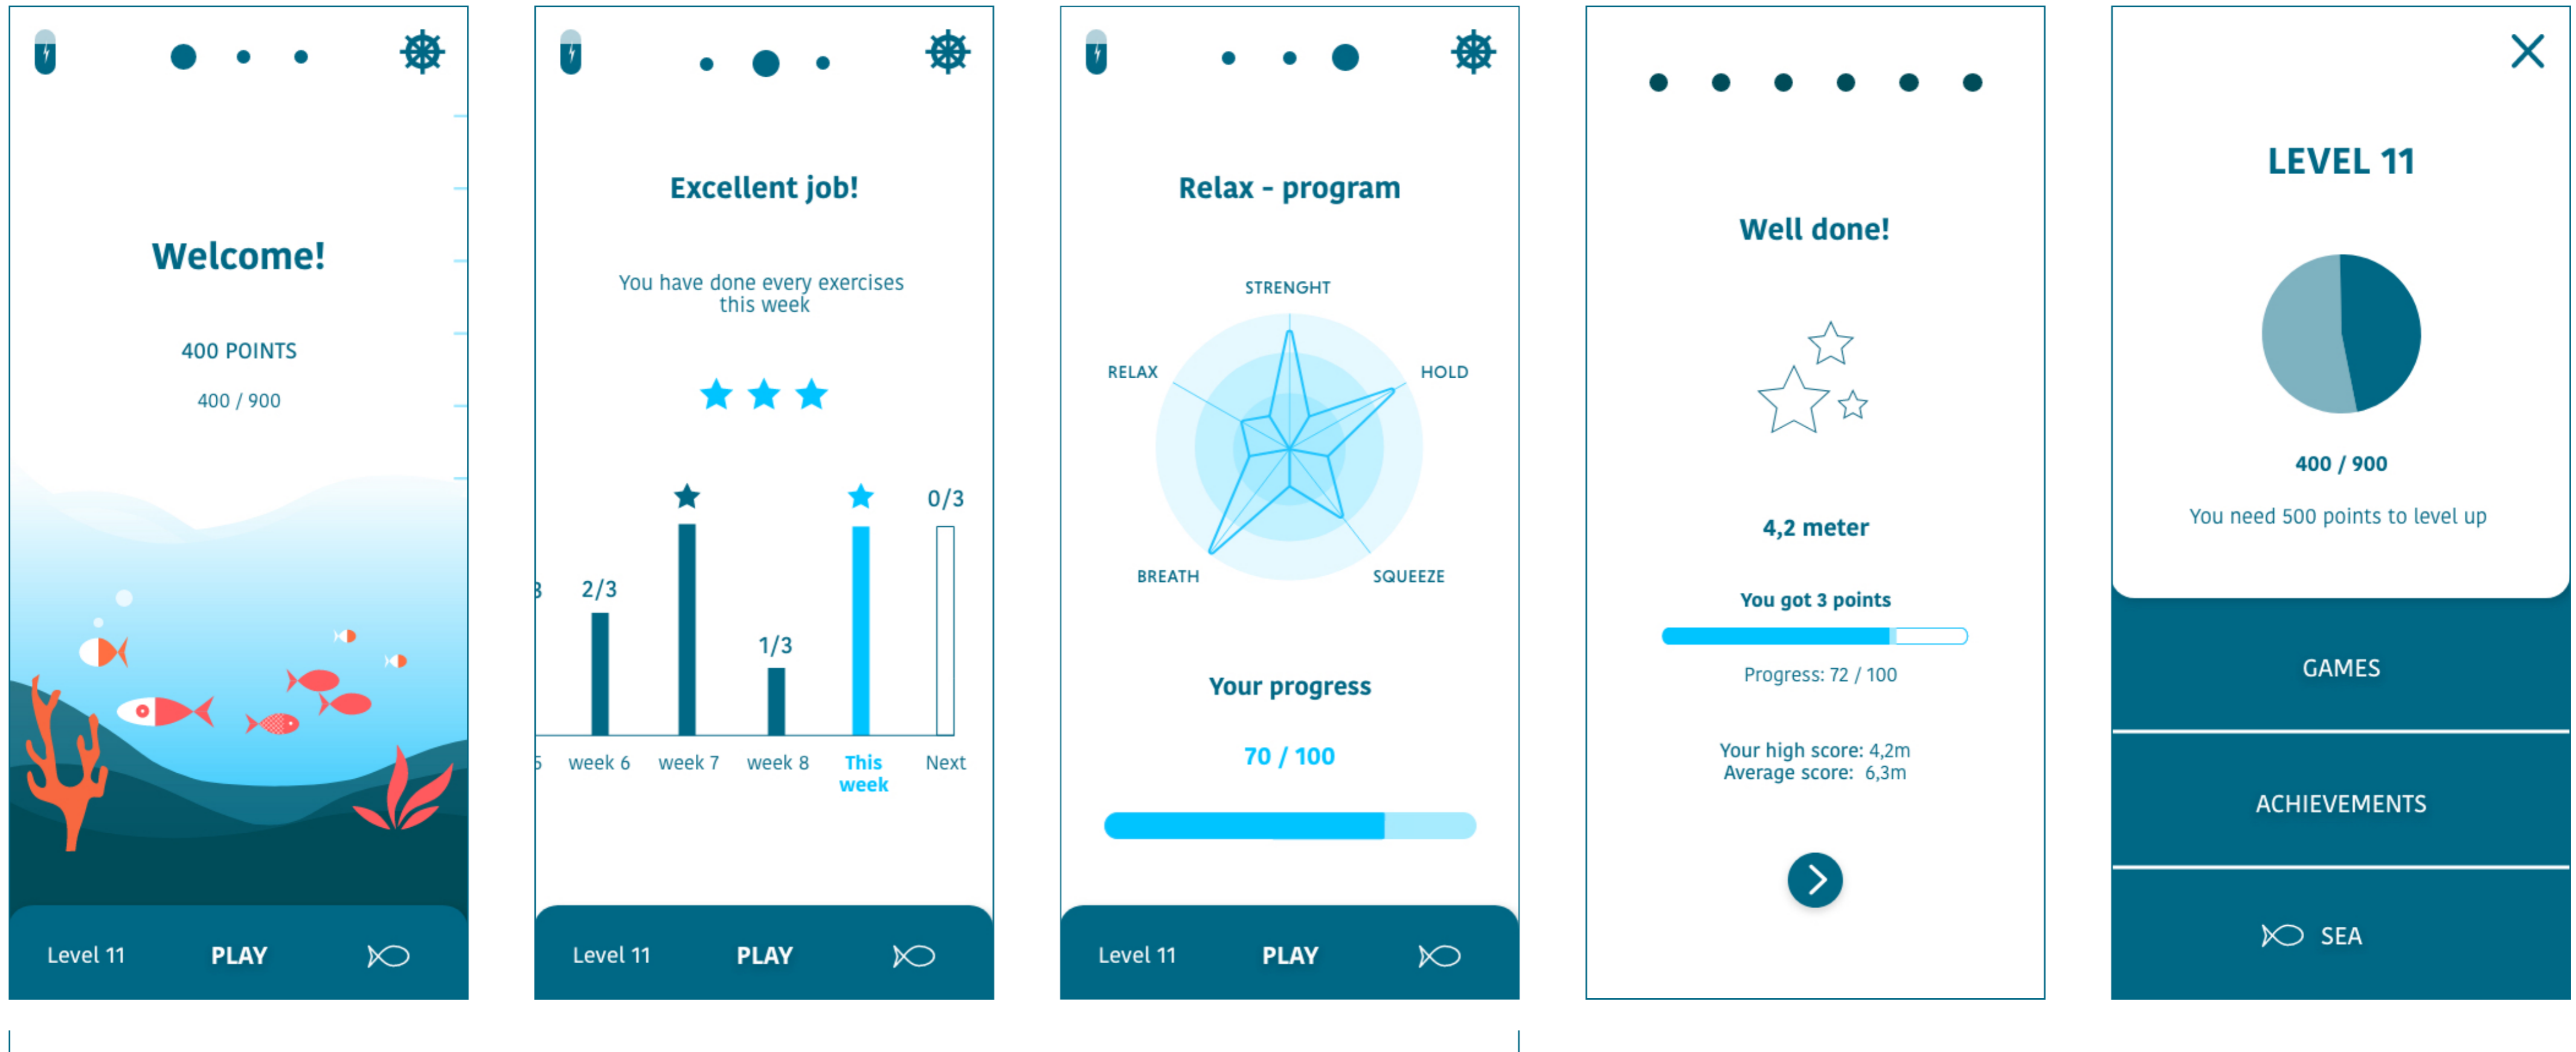 Welcome!
400 POINTS
400 / 900
Level 11
PLAY
Excellent job!
You have done every exercises
this week
3
2/3
1/3
0/3
5
week 6
week 7
week 8
This
week
Next
Level 11
PLAY
Relax - program
STRENGHT
RELAX
HOLD
BREATH
SQUEEZE
Your progress
70 / 100
Level 11
PLAY
Well done!
4,2 meter
You got 3 points
Progress: 72 / 100
Your high score: 4,2m
Average score: 6,3m
LEVEL 11
400 / 900
You need 500 points to level up
GAMES
ACHIEVEMENTS
SEA